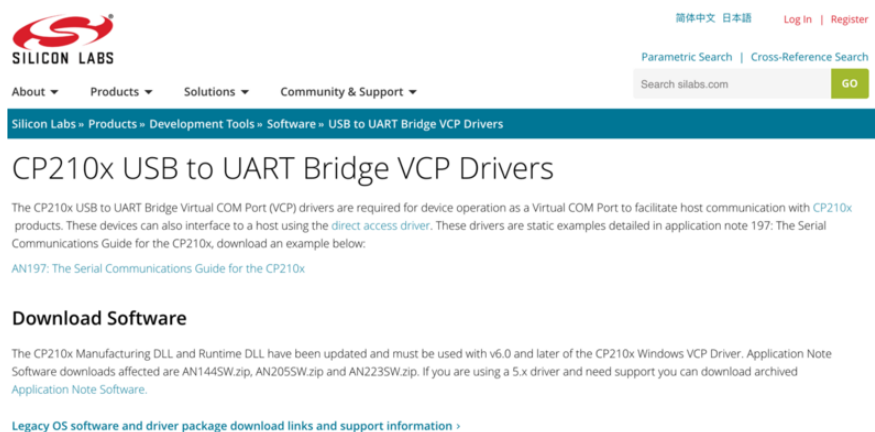 简体中文 日本語 Log In | Register
SILICON LABS
Parametric Search | Cross-Reference Search
About Products Solutions Community & Support
Search silabs.com GO
Silicon Labs » Products » Development Tools » Software » USB to UART Bridge VCP Drivers
CP210x USB to UART Bridge VCP Drivers
The CP210x USB to UART Bridge Virtual COM Port (VCP) drivers are required for device operation as a Virtual COM Port to facilitate host communication with CP210x
products. These devices can also interface to a host using the direct access driver. These drivers are static examples detailed in application note 197: The Serial
Communications Guide for the CP210x, download an example below:
AN197: The Serial Communications Guide for the CP210x
Download Software
The CP210x Manufacturing DLL and Runtime DLL have been updated and must be used with v6.0 and later of the CP210x Windows VCP Driver. Application Note
Software downloads affected are AN144SW.zip, AN205SW.zip and AN223SW.zip. If you are using a 5.x driver and need support you can download archived
Application Note Software.
Legacy OS software and driver package download links and support information ›